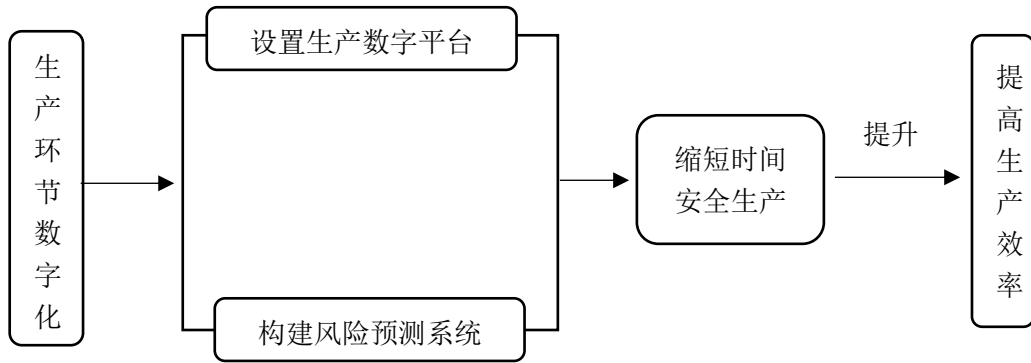 生产环节数字化
设置生产数字平台
构建风险预测系统
缩短时间
安全生产
提升
提高生产效率